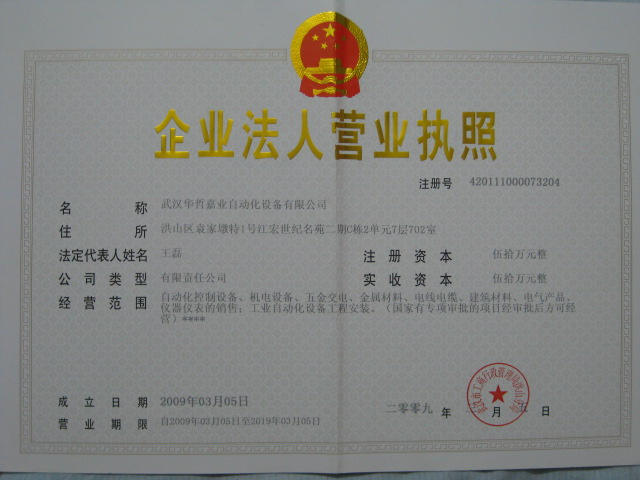 企业法人营业执照
注册号 420111000073204
名称 武汉华哲嘉业自动化设备有限公司
住所 洪山区袁家墩特1号江宏世纪名苑二期C栋2单元7层702室
法定代表人姓名 王磊 注册资本 伍拾万元整
公司类型 有限责任公司 实收资本 伍拾万元整
经营范围 自动化控制设备、机电设备、五金交电、金属材料、电线电缆、建筑材料、电气产品、
仪器仪表的销售；工业自动化设备工程安装。（国家有专项审批的项目经审批后方可经
营）****
成立日期 2009年03月05日
营业期限 自2009年03月05日至2019年03月05日
二零零九 年 月 五 日